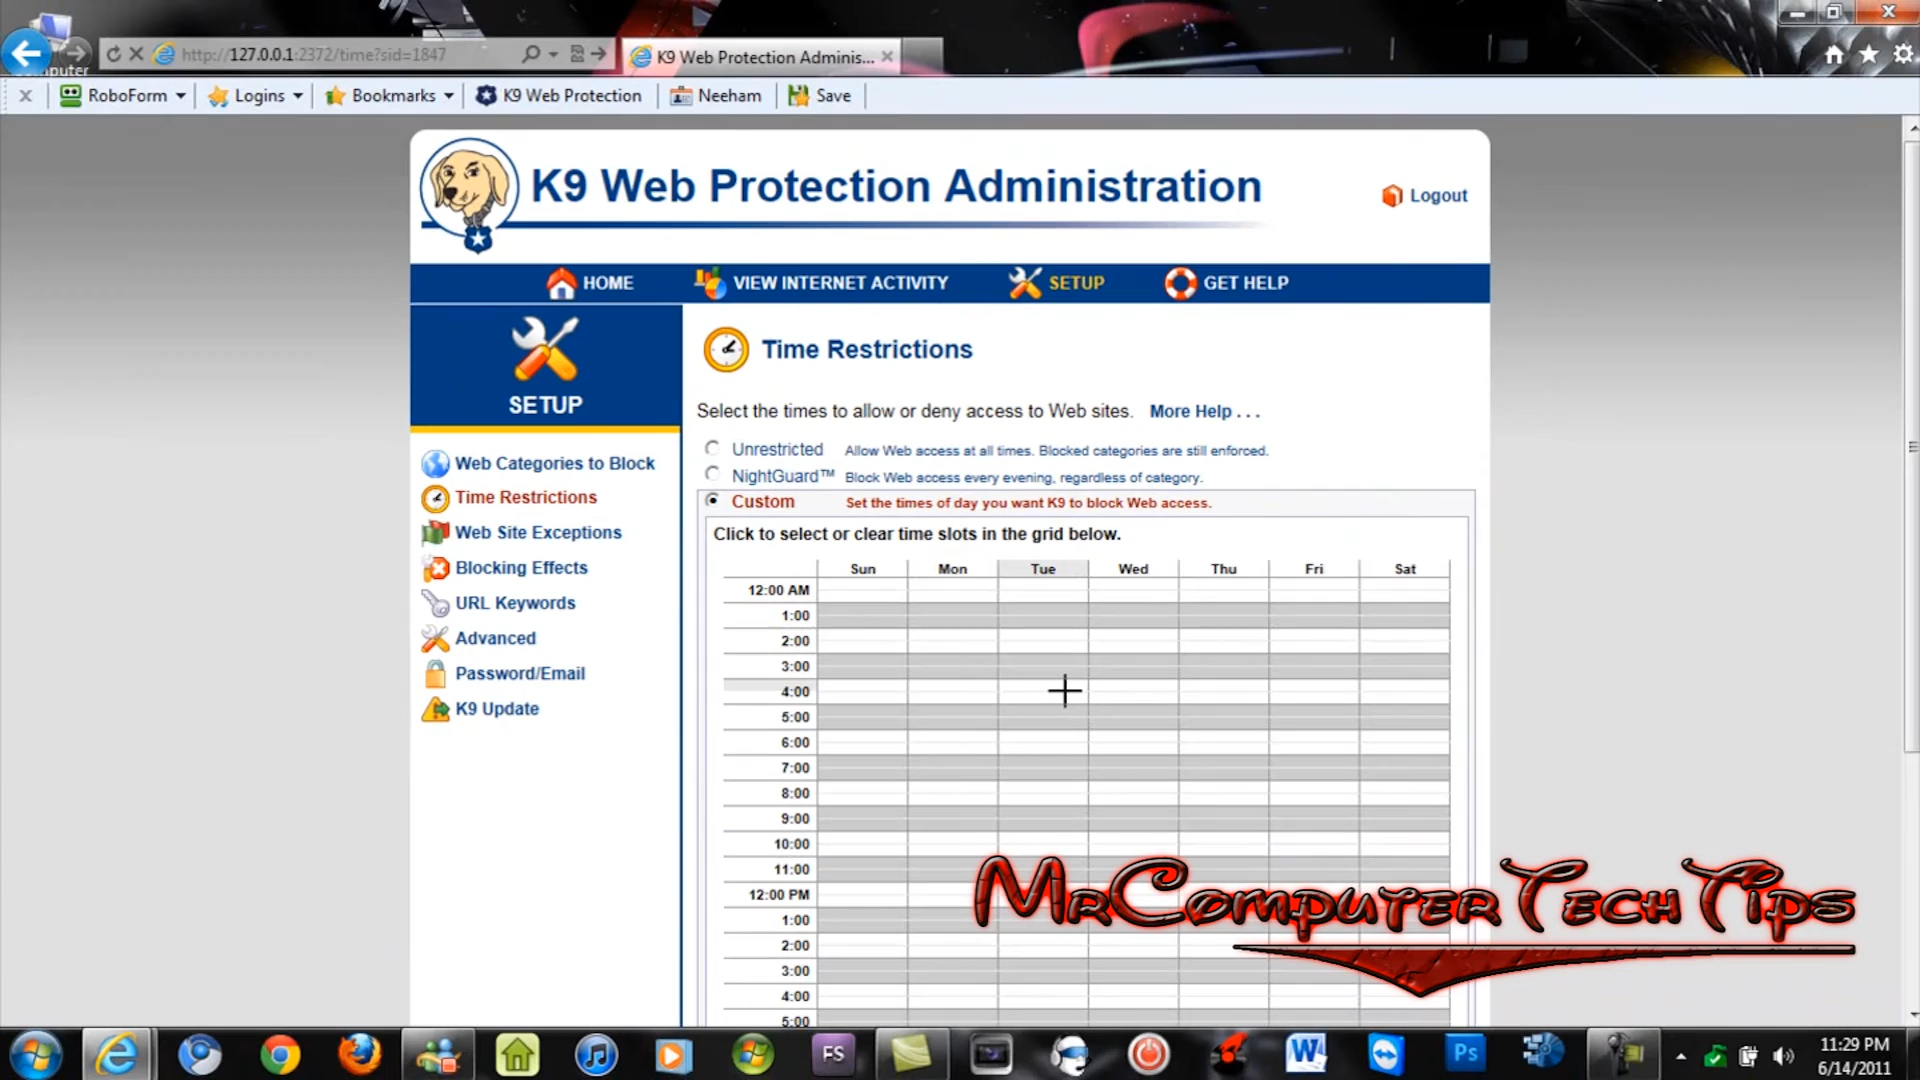 http://127.0.0.1:2372/time?sid=1847
K9 Web Protection Adminis...
RoboForm
Logins
Bookmarks
K9 Web Protection
Needham
Save
K9 Web Protection Administration
Logout
HOME
VIEW INTERNET ACTIVITY
SETUP
GET HELP
SETUP
Web Categories to Block
Time Restrictions
Web Site Exceptions
Blocking Effects
URL Keywords
Advanced
Password/Email
K9 Update
Time Restrictions
Select the times to allow or deny access to Web sites. More Help . . .
Unrestricted Allow Web access at all times. Blocked categories are still enforced.
NightGuard™ Block Web access every evening, regardless of category.
Custom Set the times of day you want K9 to block Web access.
Click to select or clear time slots in the grid below.
Sun Mon Tue Wed Thu Fri Sat
12:00 AM
1:00
2:00
3:00
4:00
5:00
6:00
7:00
8:00
9:00
10:00
11:00
12:00 PM
1:00
2:00
3:00
4:00
5:00
MrComputerTechTips
FS
W
Ps
11:29 PM
6/14/2011